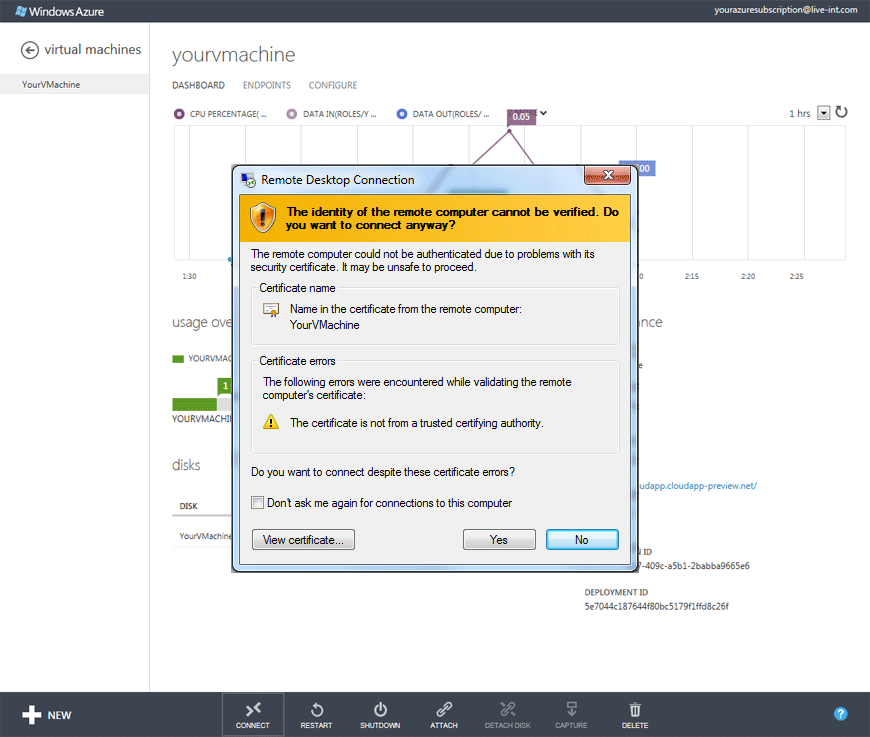 Windows Azure
yourazuresubscription@live-int.com
virtual machines
YourVMachine
yourvmachine
DASHBOARD ENDPOINTS CONFIGURE
CPU PERCENTAGE( ... DATA IN(ROLES/Y ... DATA OUT(ROLES/ ...
0.05
1 hrs
00
Remote Desktop Connection
The identity of the remote computer cannot be verified. Do
you want to connect anyway?
The remote computer could not be authenticated due to problems with its
security certificate. It may be unsafe to proceed.
1:30 2:15 2:20 2:25
Certificate name
Name in the certificate from the remote computer:
YourVMachine
usage ove
YOURVMAC
1
YOURVMACHI
Certificate errors
The following errors were encountered while validating the remote
computer's certificate:
The certificate is not from a trusted certifying authority.
Do you want to connect despite these certificate errors?
Don't ask me again for connections to this computer
View certificate... Yes No
disks
DISK
YourVMachine
udapp.cloudapp-preview.net/
ID
7-409c-a5b1-2babba9665e6
DEPLOYMENT ID
5e7044c187644f80bc5179f1ffd8c26f
NEW
CONNECT RESTART SHUTDOWN ATTACH DETACH DISK CAPTURE DELETE
?